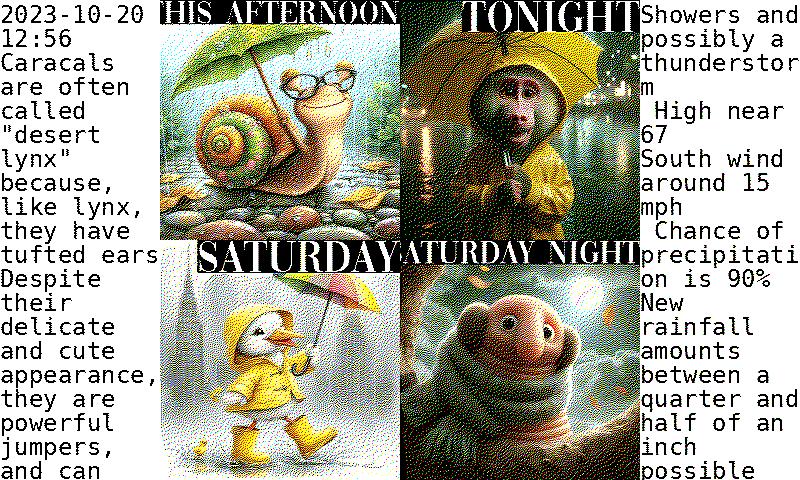 2023-10-20
12:56
Caracals
are often
called
"desert
lynx"
because,
like lynx,
they have
tufted ears
Despite
their
delicate
and cute
appearance,
they are
powerful
jumpers,
and can
HIS AFTERNOON
TONIGHT
SATURDAY
ATURDAY NIGHT
Showers and
possibly a
thunderstor
m
High near
67
South wind
around 15
mph
Chance of
precipitati
on is 90%
New
rainfall
amounts
between a
quarter and
half of an
inch
possible